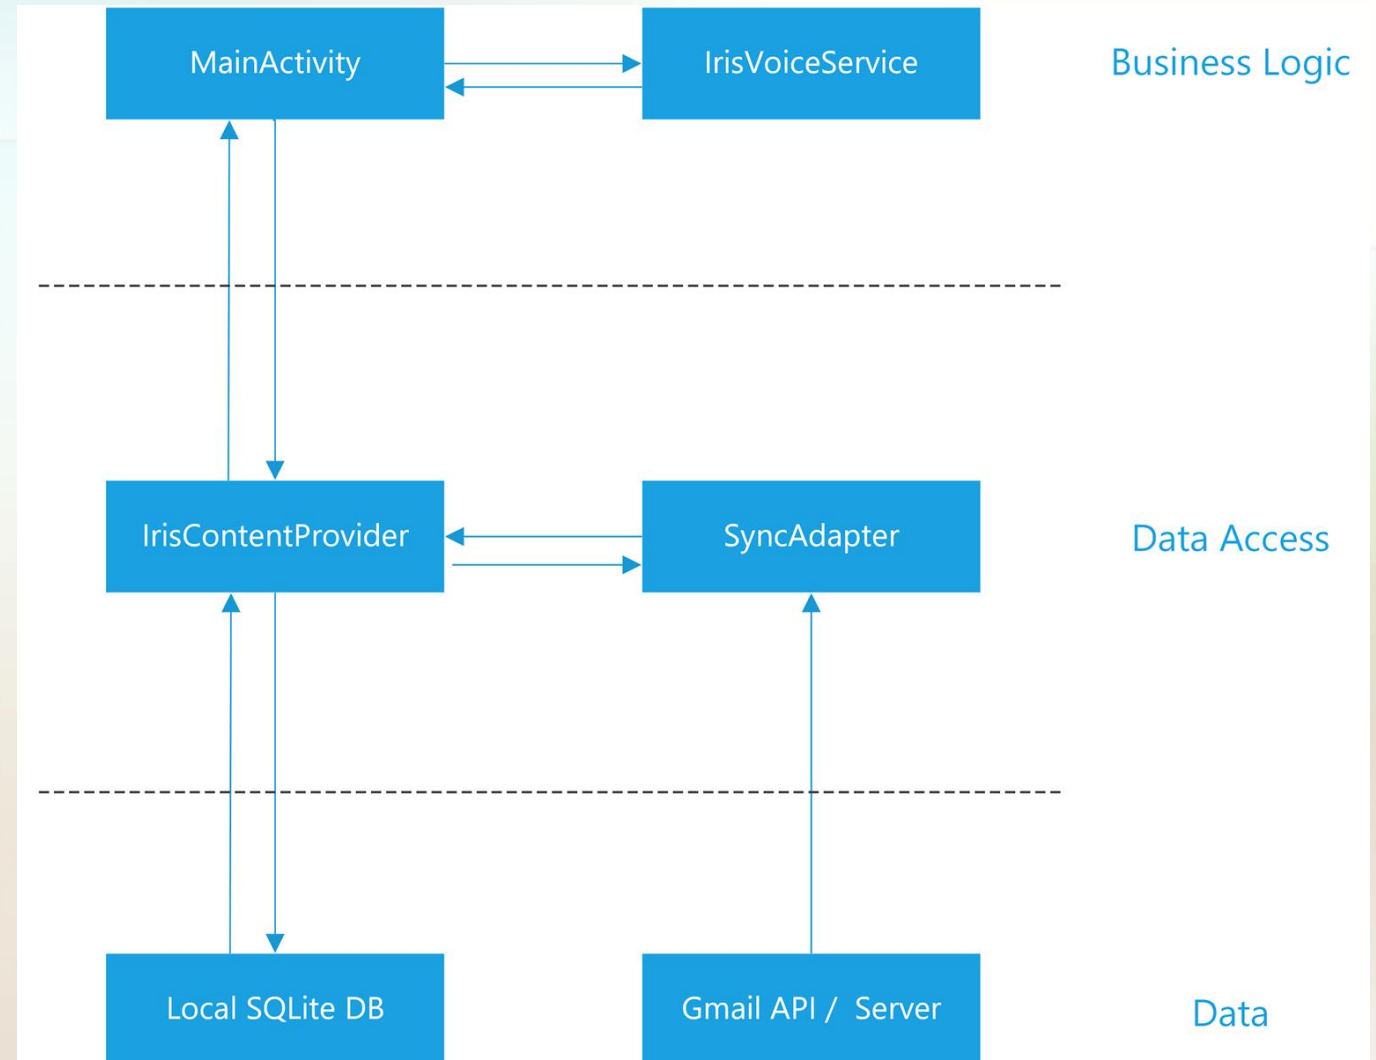 MainActivity
IrisVoiceService
Business Logic
IrisContentProvider
SyncAdapter
Data Access
Local SQLite DB
Gmail API /  Server
Data